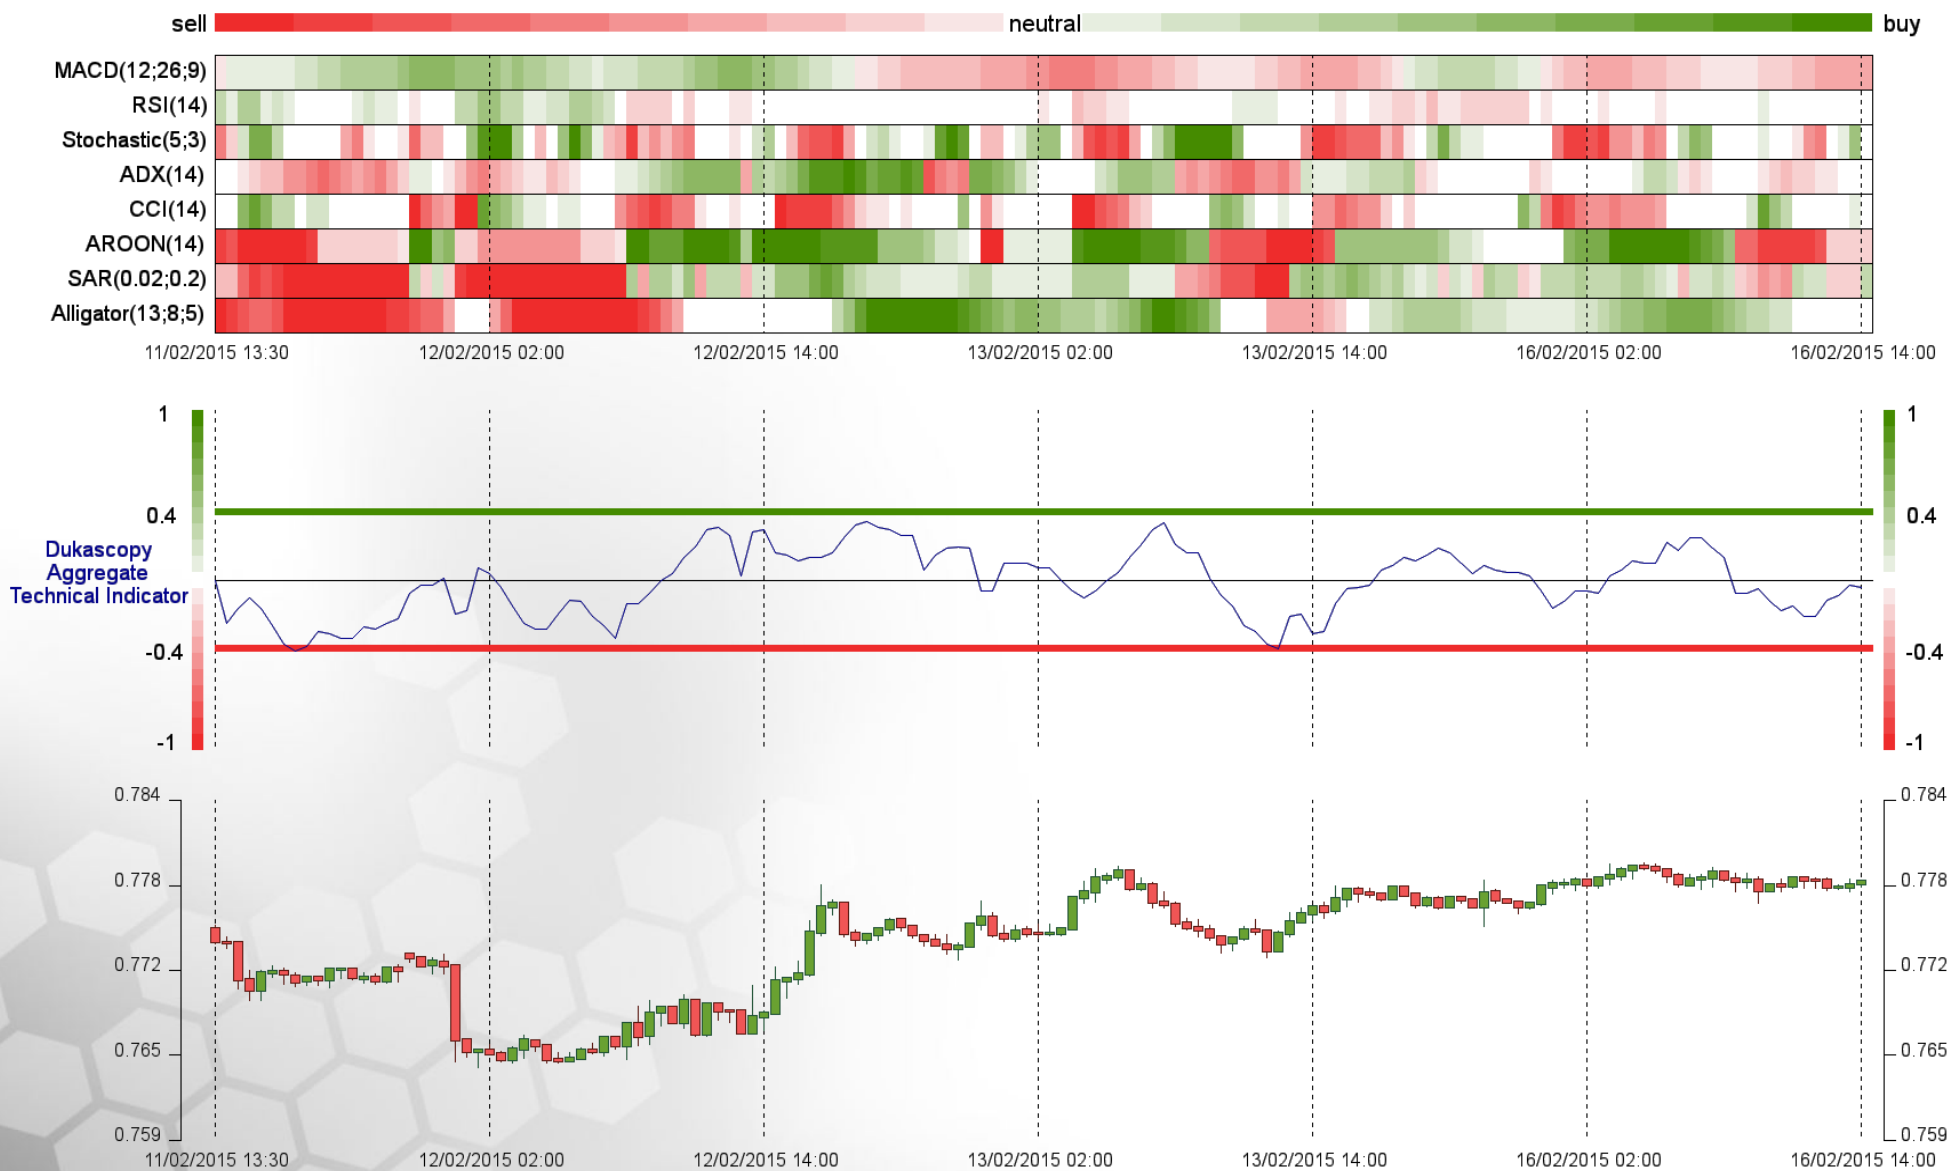 sell neutral buy
MACD(12;26;9)
RSI(14)
Stochastic(5;3)
ADX(14)
CCI(14)
AROON(14)
SAR(0.02;0.2)
Alligator(13;8;5)
11/02/2015 13:30 12/02/2015 02:00 12/02/2015 14:00 13/02/2015 02:00 13/02/2015 14:00 16/02/2015 02:00 16/02/2015 14:00
1 1
0.4 0.4
Dukascopy
Aggregate
Technical Indicator
-0.4 -0.4
-1 -1
0.784 0.784
0.778 0.778
0.772 0.772
0.765 0.765
0.759 0.759
11/02/2015 13:30 12/02/2015 02:00 12/02/2015 14:00 13/02/2015 02:00 13/02/2015 14:00 16/02/2015 02:00 16/02/2015 14:00